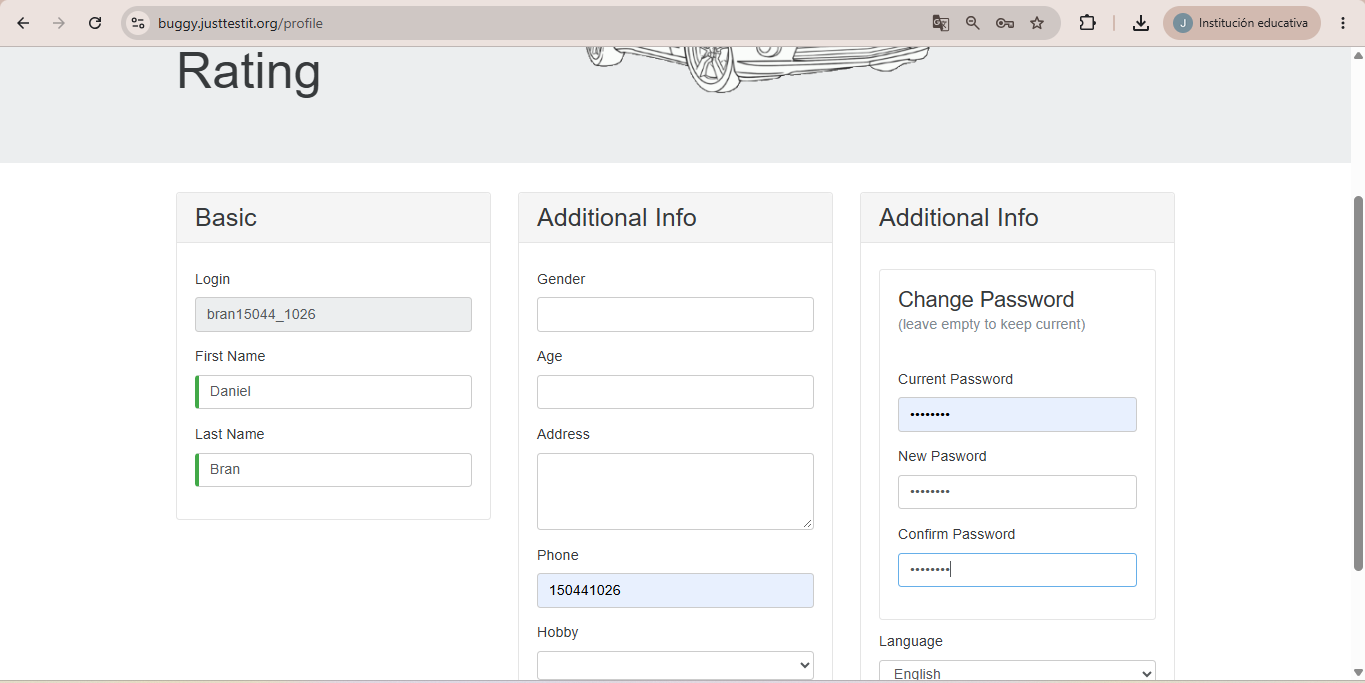 buggy.justtestit.org/profile
J Institución educativa
Rating
Basic
Login
bran15044_1026
First Name
Daniel
Last Name
Bran
Additional Info
Gender
Age
Address
Phone
150441026
Hobby
Additional Info
Change Password
(leave empty to keep current)
Current Password
••••••••
New Pasword
••••••••
Confirm Password
••••••••
Language
English